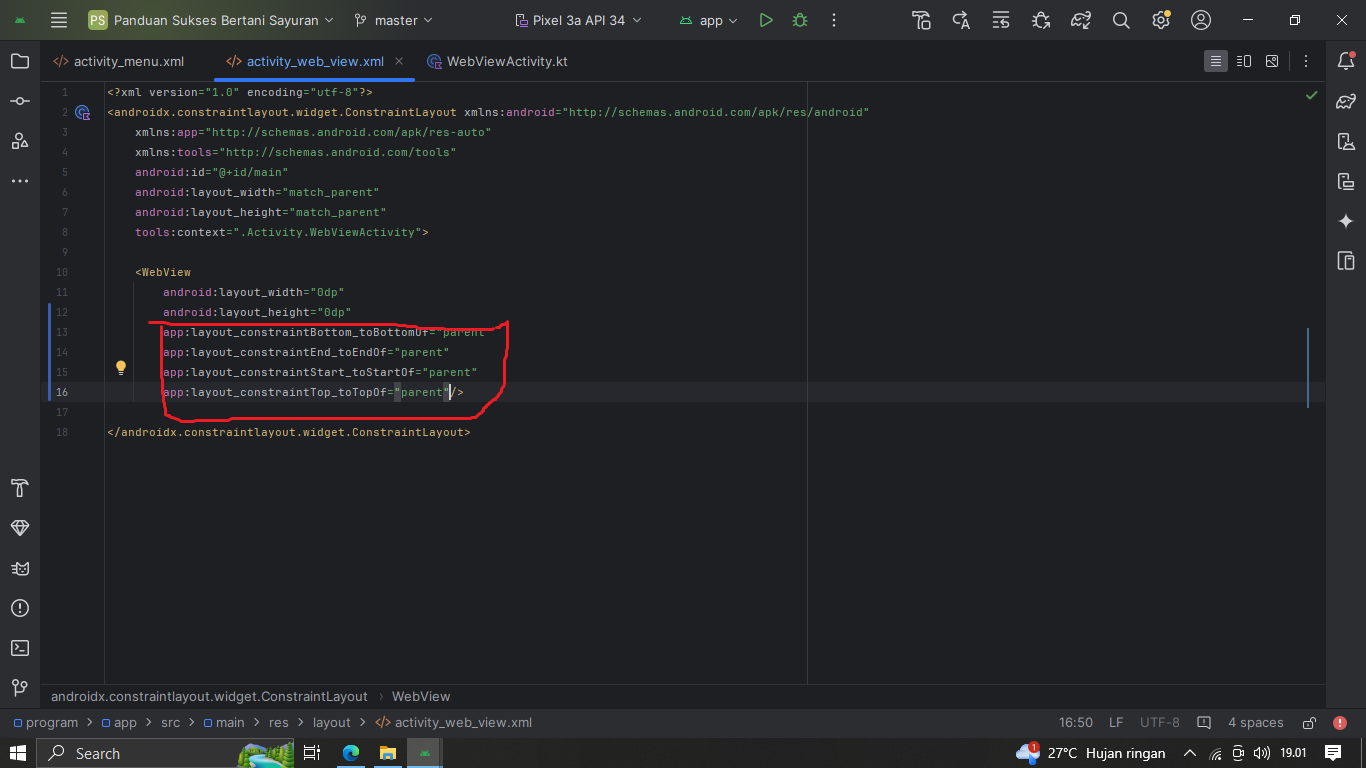 PS Panduan Sukses Bertani Sayuran master Pixel 3a API 34 app
activity_menu.xml activity_web_view.xml WebViewActivity.kt
1 <?xml version="1.0" encoding="utf-8"?>
2 <androidx.constraintlayout.widget.ConstraintLayout xmlns:android="http://schemas.android.com/apk/res/android"
3 xmlns:app="http://schemas.android.com/apk/res-auto"
4 xmlns:tools="http://schemas.android.com/tools"
5 android:id="@+id/main"
6 android:layout_width="match_parent"
7 android:layout_height="match_parent"
8 tools:context=".Activity.WebViewActivity">
9
10 <WebView
11 android:layout_width="0dp"
12 android:layout_height="0dp"
13 app:layout_constraintBottom_toBottomOf="parent"
14 app:layout_constraintEnd_toEndOf="parent"
15 app:layout_constraintStart_toStartOf="parent"
16 app:layout_constraintTop_toTopOf="parent"/>
17
18 </androidx.constraintlayout.widget.ConstraintLayout>
androidx.constraintlayout.widget.ConstraintLayout › WebView
program > app > src > main > res > layout > activity_web_view.xml 16:50 LF UTF-8 4 spaces
Search 1 27°C Hujan ringan 19.01